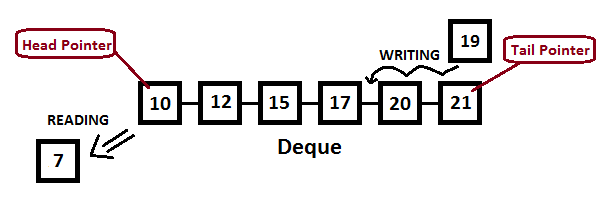 19
Head Pointer
WRITING
Tail Pointer
10 12 15 17 20 21
READING
7
Deque